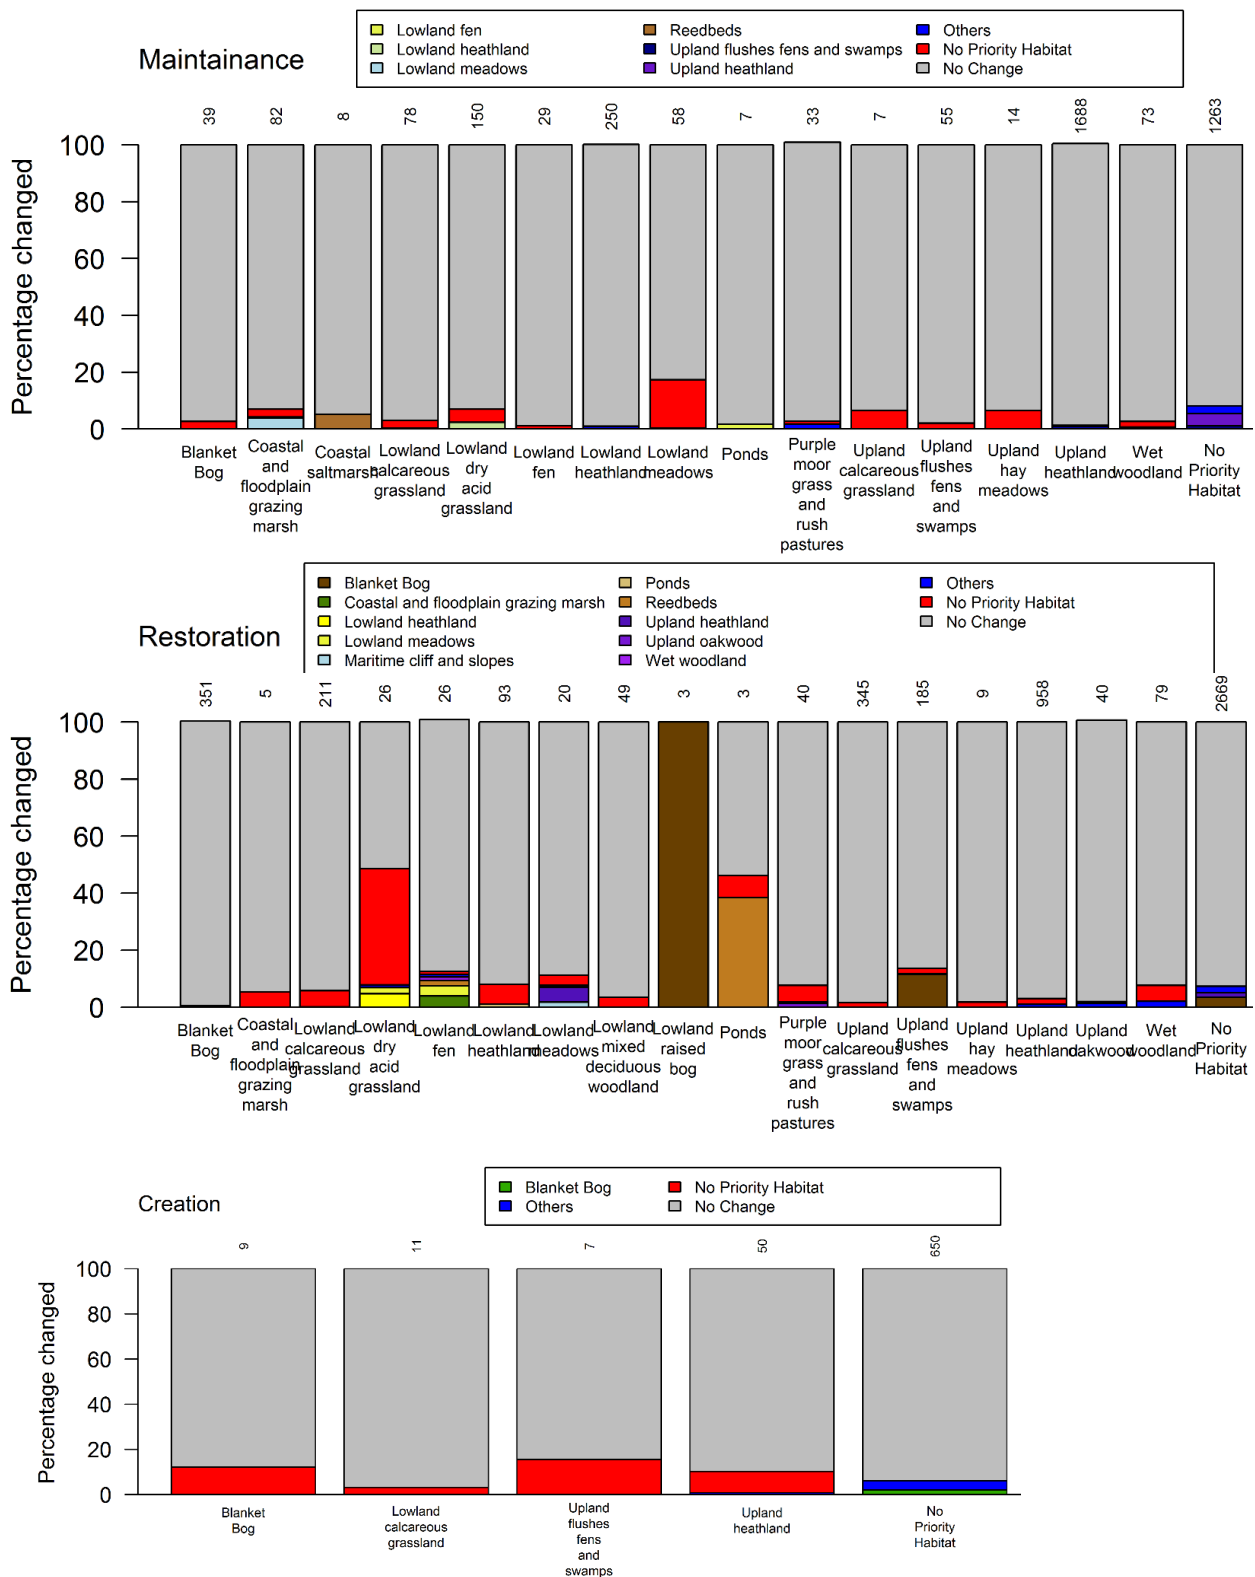 Maintainance
Lowland fen
Lowland heathland
Lowland meadows
Reedbeds
Upland flushes fens and swamps
Upland heathland
Others
No Priority Habitat
No Change
39 82 8 78 150 29 250 58 7 33 7 55 14 1688 73 1263
Percentage changed
100
80
60
40
20
0
Blanket
Bog
Coastal
and
floodplain
grazing
marsh
Coastal
saltmarsh
Lowland
calcareous
grassland
Lowland
dry
acid
grassland
Lowland
fen
Lowland
heathland
Lowland
meadows
Ponds
Purple
moor
grass
and
rush
pastures
Upland
calcareous
grassland
Upland
flushes
fens
and
swamps
Upland
hay
meadows
Upland
heathland
Wet
woodland
No
Priority
Habitat
Restoration
Blanket Bog
Coastal and floodplain grazing marsh
Lowland heathland
Lowland meadows
Maritime cliff and slopes
Ponds
Reedbeds
Upland heathland
Upland oakwood
Wet woodland
Others
No Priority Habitat
No Change
351 5 211 26 26 93 20 49 3 3 40 345 185 9 958 40 79 2669
Percentage changed
100
80
60
40
20
0
Blanket
Bog
Coastal
and
floodplain
grazing
marsh
Lowland
calcareous
grassland
Lowland
dry
acid
grassland
Lowland
fen
Lowland
heathland
Lowland
meadows
Lowland
mixed
deciduous
woodland
Lowland
raised
bog
Ponds
Purple
moor
grass
and
rush
pastures
Upland
calcareous
grassland
Upland
flushes
fens
and
swamps
Upland
hay
meadows
Upland
heathland
Upland
oakwood
Wet
woodland
No
Priority
Habitat
Creation
Blanket Bog
Others
No Priority Habitat
No Change
9 11 7 50 650
Percentage changed
100
80
60
40
20
0
Blanket
Bog
Lowland
calcareous
grassland
Upland
flushes
fens
and
swamps
Upland
heathland
No
Priority
Habitat